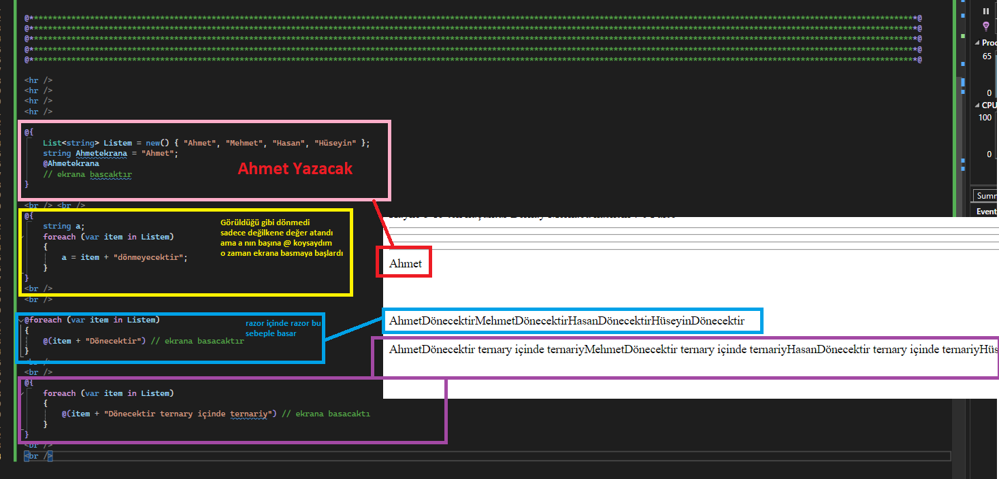 @*****************************************************************************************************************************************************************************************************@
@*****************************************************************************************************************************************************************************************************@
@*****************************************************************************************************************************************************************************************************@
@*****************************************************************************************************************************************************************************************************@
@*****************************************************************************************************************************************************************************************************@
<hr />
<hr />
<hr />
<hr />
@{
List<string> Listem = new() { "Ahmet", "Mehmet", "Hasan", "Hüseyin" };
string Ahmetekrana = "Ahmet";
@Ahmetekrana
// ekrana bascaktır
}
Ahmet Yazacak
<br /> <br />
@{
string a;
foreach (var item in Listem)
{
a = item + "dönmeyecektir";
}
}
Görüldüğü gibi dönmedi
sadece değilkene değer atandı
ama a nın başına @ koysaydım
o zaman ekrana basmaya başlardı
<br />
<br />
@foreach (var item in Listem)
{
@(item + "Dönecektir") // ekrana basacaktır
}
razor içinde razor bu
sebeple basar
<br />
@{
foreach (var item in Listem)
{
@(item + "Dönecektir ternary içinde ternariy") // ekrana basacaktı
}
}
<br />
<br />
Ahmet
AhmetDönecektirMehmetDönecektirHasanDönecektirHüseyinDönecektir
AhmetDönecektir ternary içinde ternariyMehmetDönecektir ternary içinde ternariyHasanDönecektir ternary içinde ternariyHüs
Proc
65
0
CPU
100
0
Summ
Event